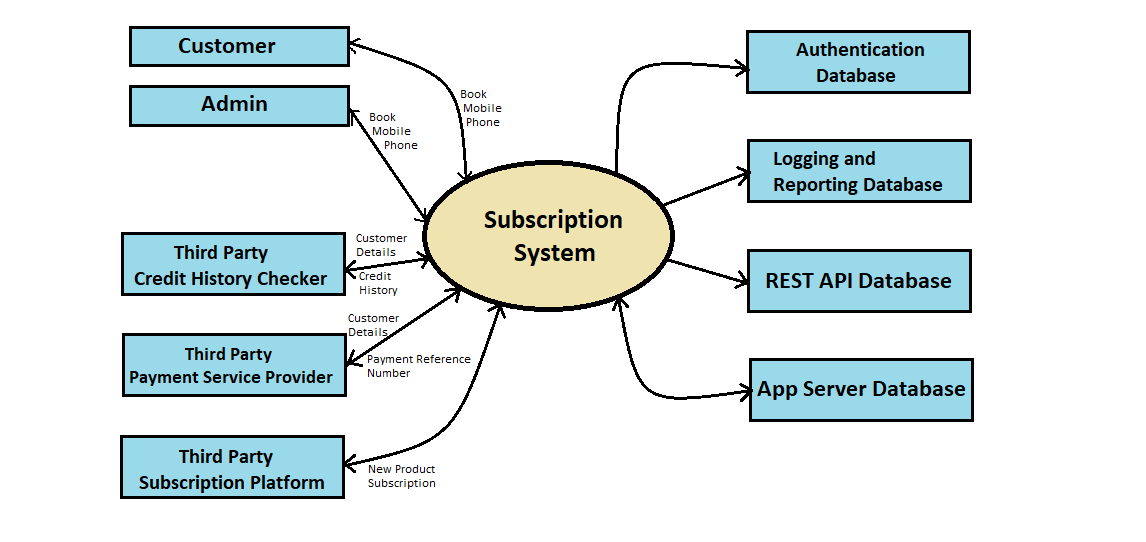 Customer
Admin
Book
Mobile
Phone
Book
Mobile
Phone
Third Party
Credit History Checker
Customer
Details
Credit
History
Third Party
Payment Service Provider
Customer
Details
Payment Reference
Number
Third Party
Subscription Platform
New Product
Subscription
Subscription
System
Authentication
Database
Logging and
Reporting Database
REST API Database
App Server Database